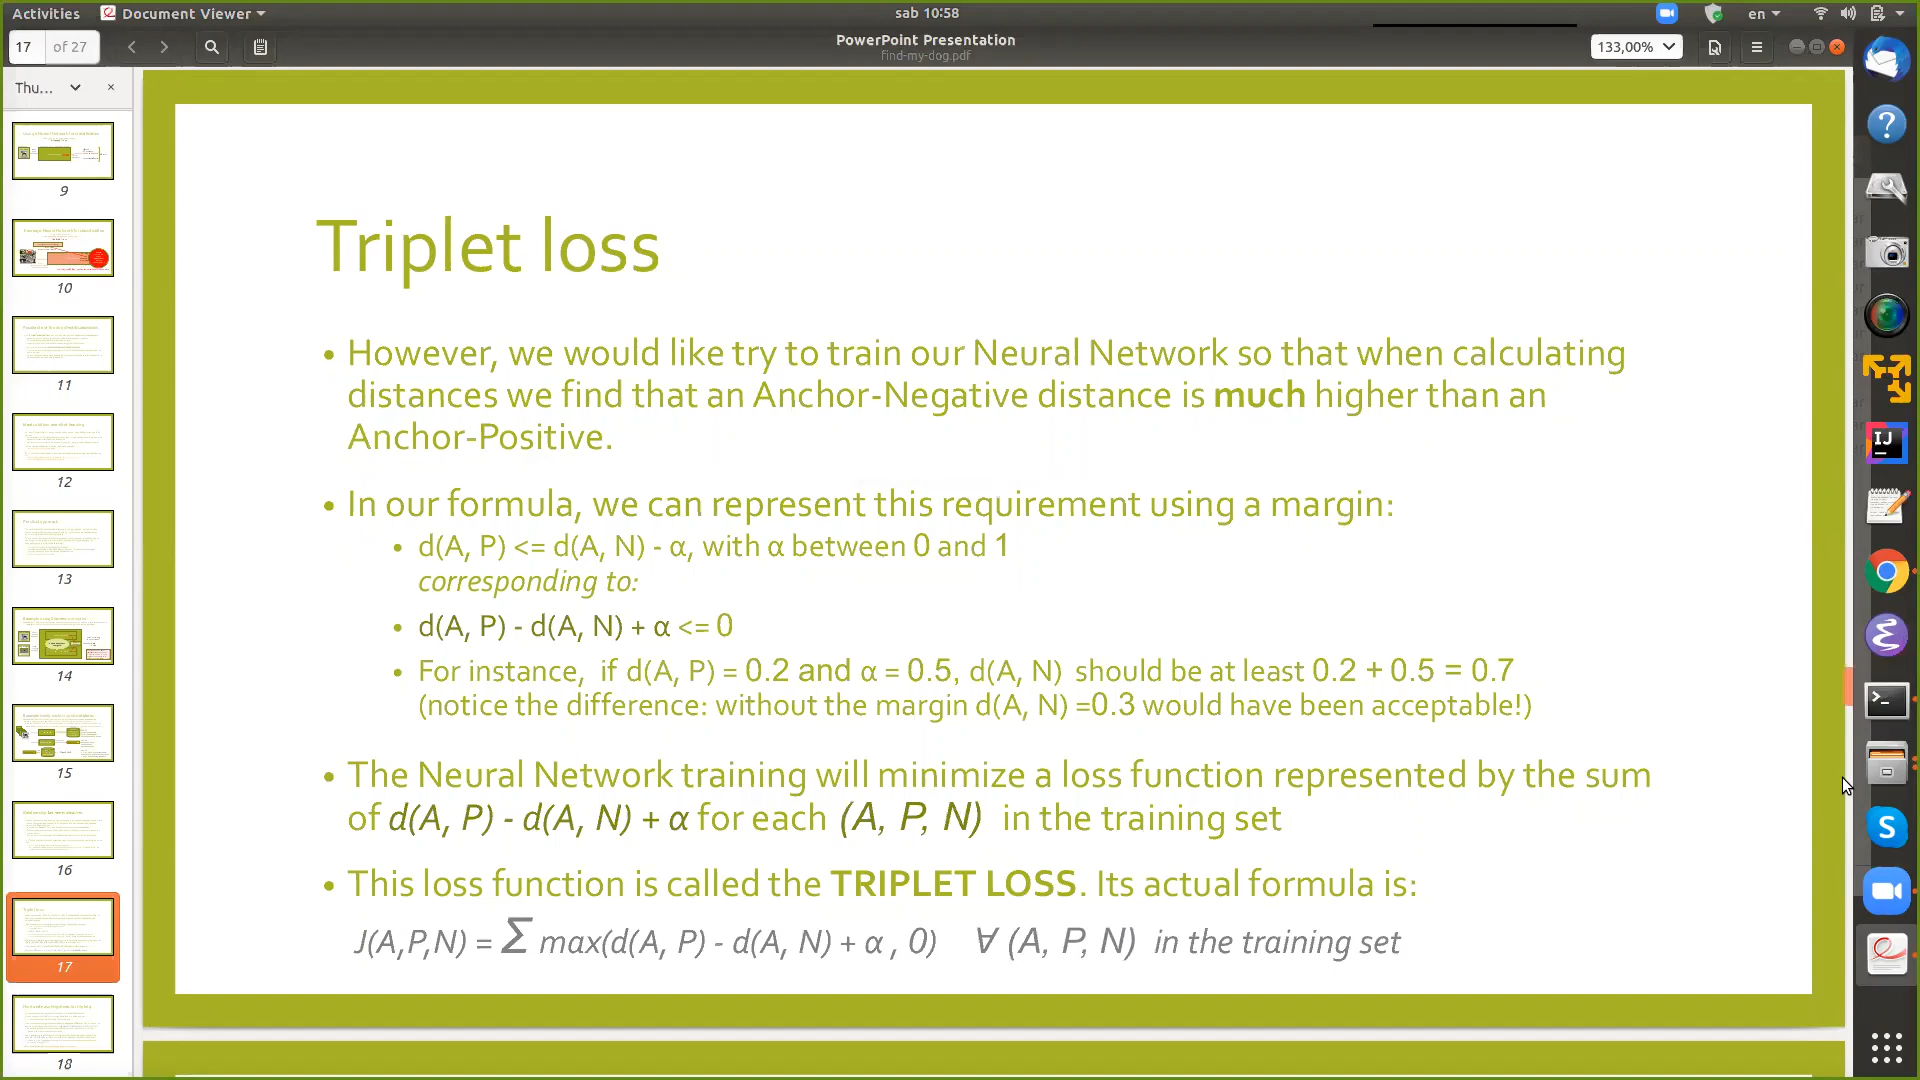 Activities
Document Viewer
sab 10:58
en
17 of 27
PowerPoint Presentation
find-my-dog.pdf
133,00%
Thu...
9
10
11
12
13
14
15
16
17
18
Triplet loss
• However, we would like try to train our Neural Network so that when calculating
distances we find that an Anchor-Negative distance is much higher than an
Anchor-Positive.
• In our formula, we can represent this requirement using a margin:
• d(A, P) <= d(A, N) - α, with α between 0 and 1
corresponding to:
• d(A, P) - d(A, N) + α <= 0
• For instance, if d(A, P) = 0.2 and α = 0.5, d(A, N) should be at least 0.2 + 0.5 = 0.7
(notice the difference: without the margin d(A, N) =0.3 would have been acceptable!)
• The Neural Network training will minimize a loss function represented by the sum
of d(A, P) - d(A, N) + α for each (A, P, N) in the training set
• This loss function is called the TRIPLET LOSS. Its actual formula is:
J(A,P,N) = Σ max(d(A, P) - d(A, N) + α , 0) ∀ (A, P, N) in the training set
IJ